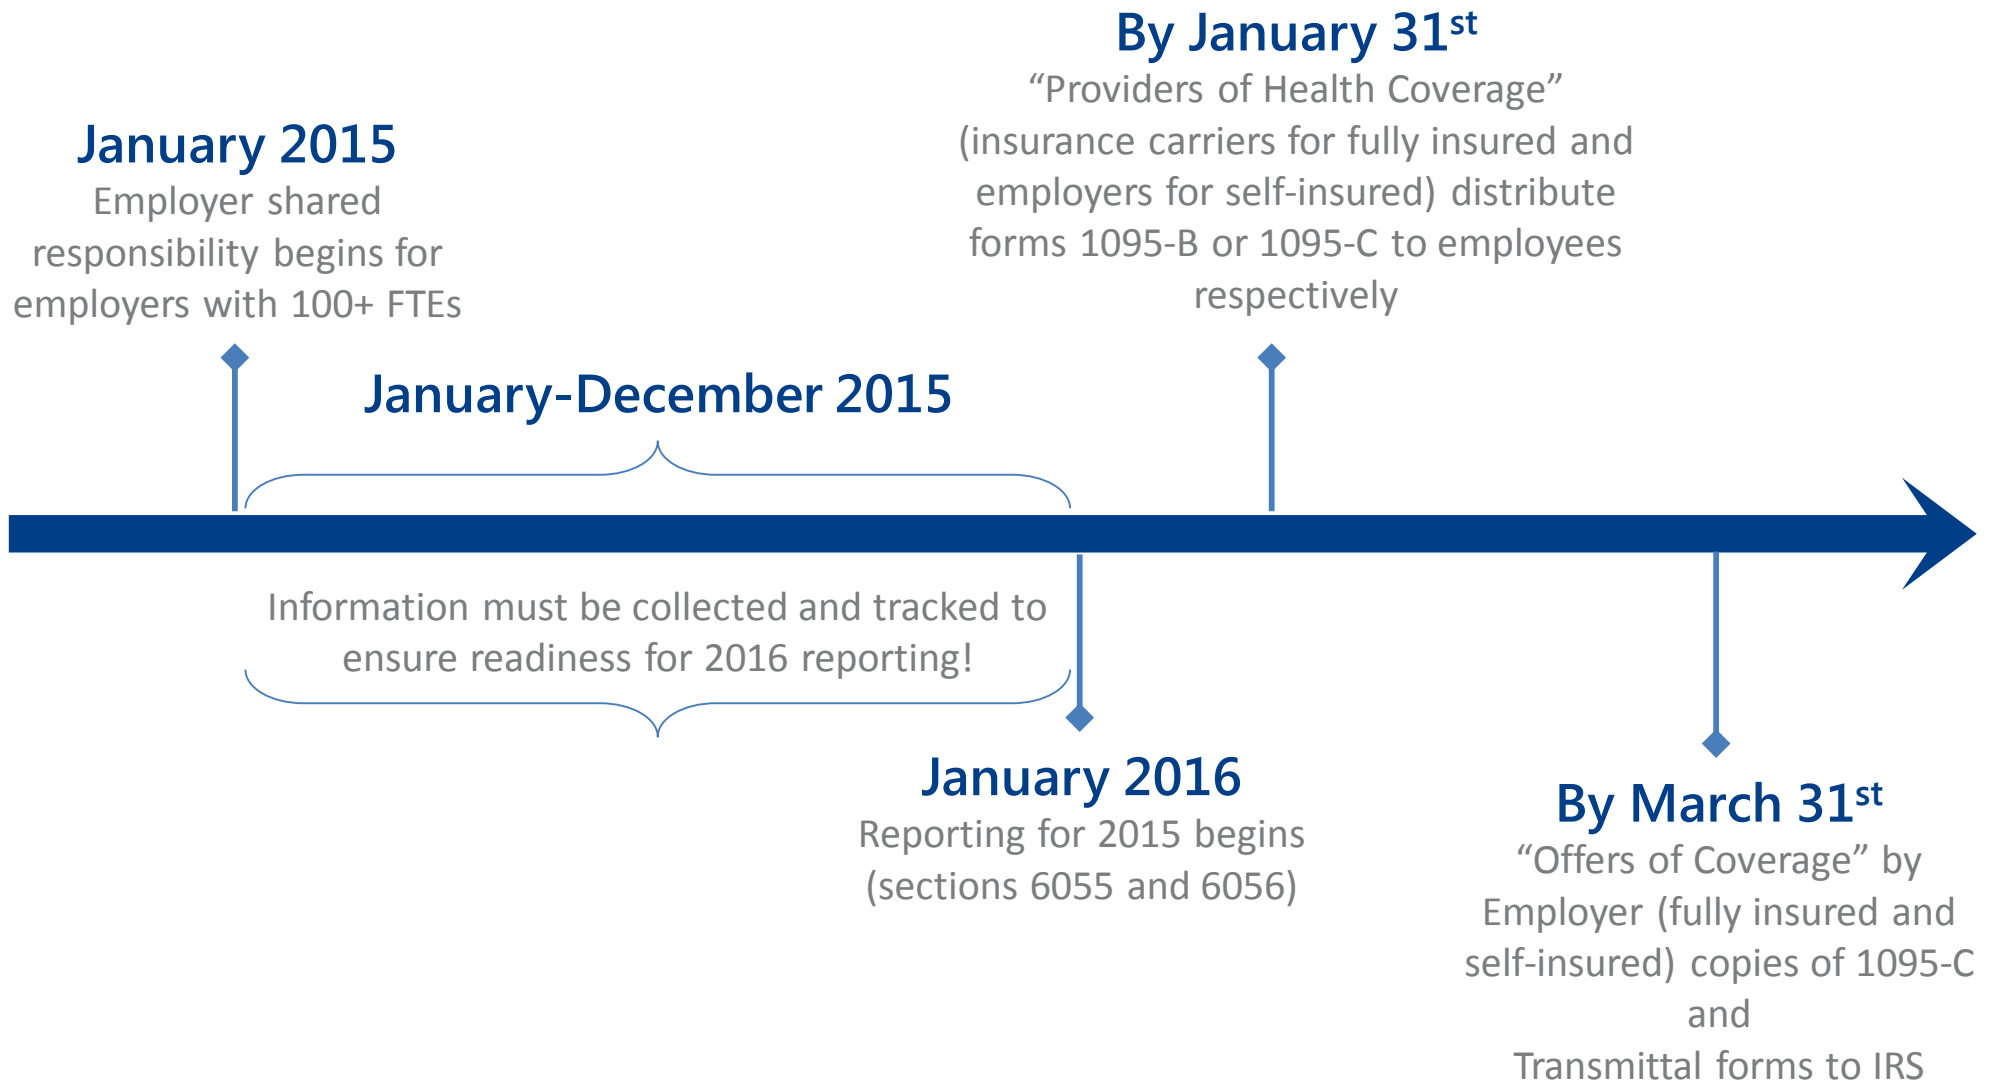 January 2015
Employer shared
responsibility begins for
employers with 100+ FTEs
January-December 2015
Information must be collected and tracked to
ensure readiness for 2016 reporting!
January 2016
Reporting for 2015 begins
(sections 6055 and 6056)
By January 31st
“Providers of Health Coverage”
(insurance carriers for fully insured and
employers for self-insured) distribute
forms 1095-B or 1095-C to employees
respectively
By March 31st
“Offers of Coverage” by
Employer (fully insured and
self-insured) copies of 1095-C
and
Transmittal forms to IRS